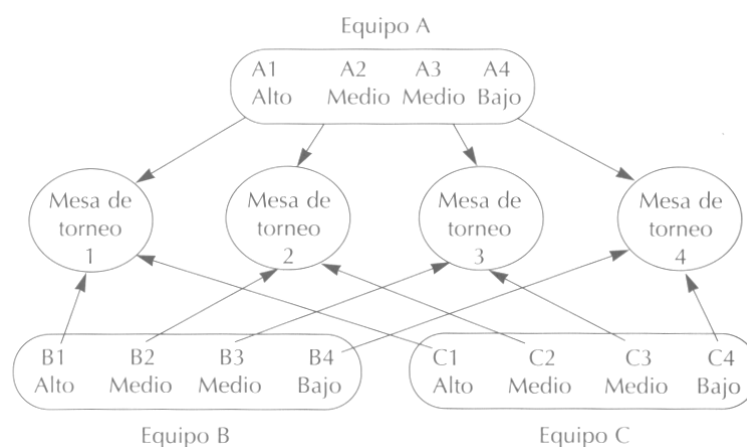 Equipo A
A1 A2 A3 A4
Alto Medio Medio Bajo
Mesa de torneo 1
Mesa de torneo 2
Mesa de torneo 3
Mesa de torneo 4
B1 B2 B3 B4
Alto Medio Medio Bajo
C1 C2 C3 C4
Alto Medio Medio Bajo
Equipo B
Equipo C